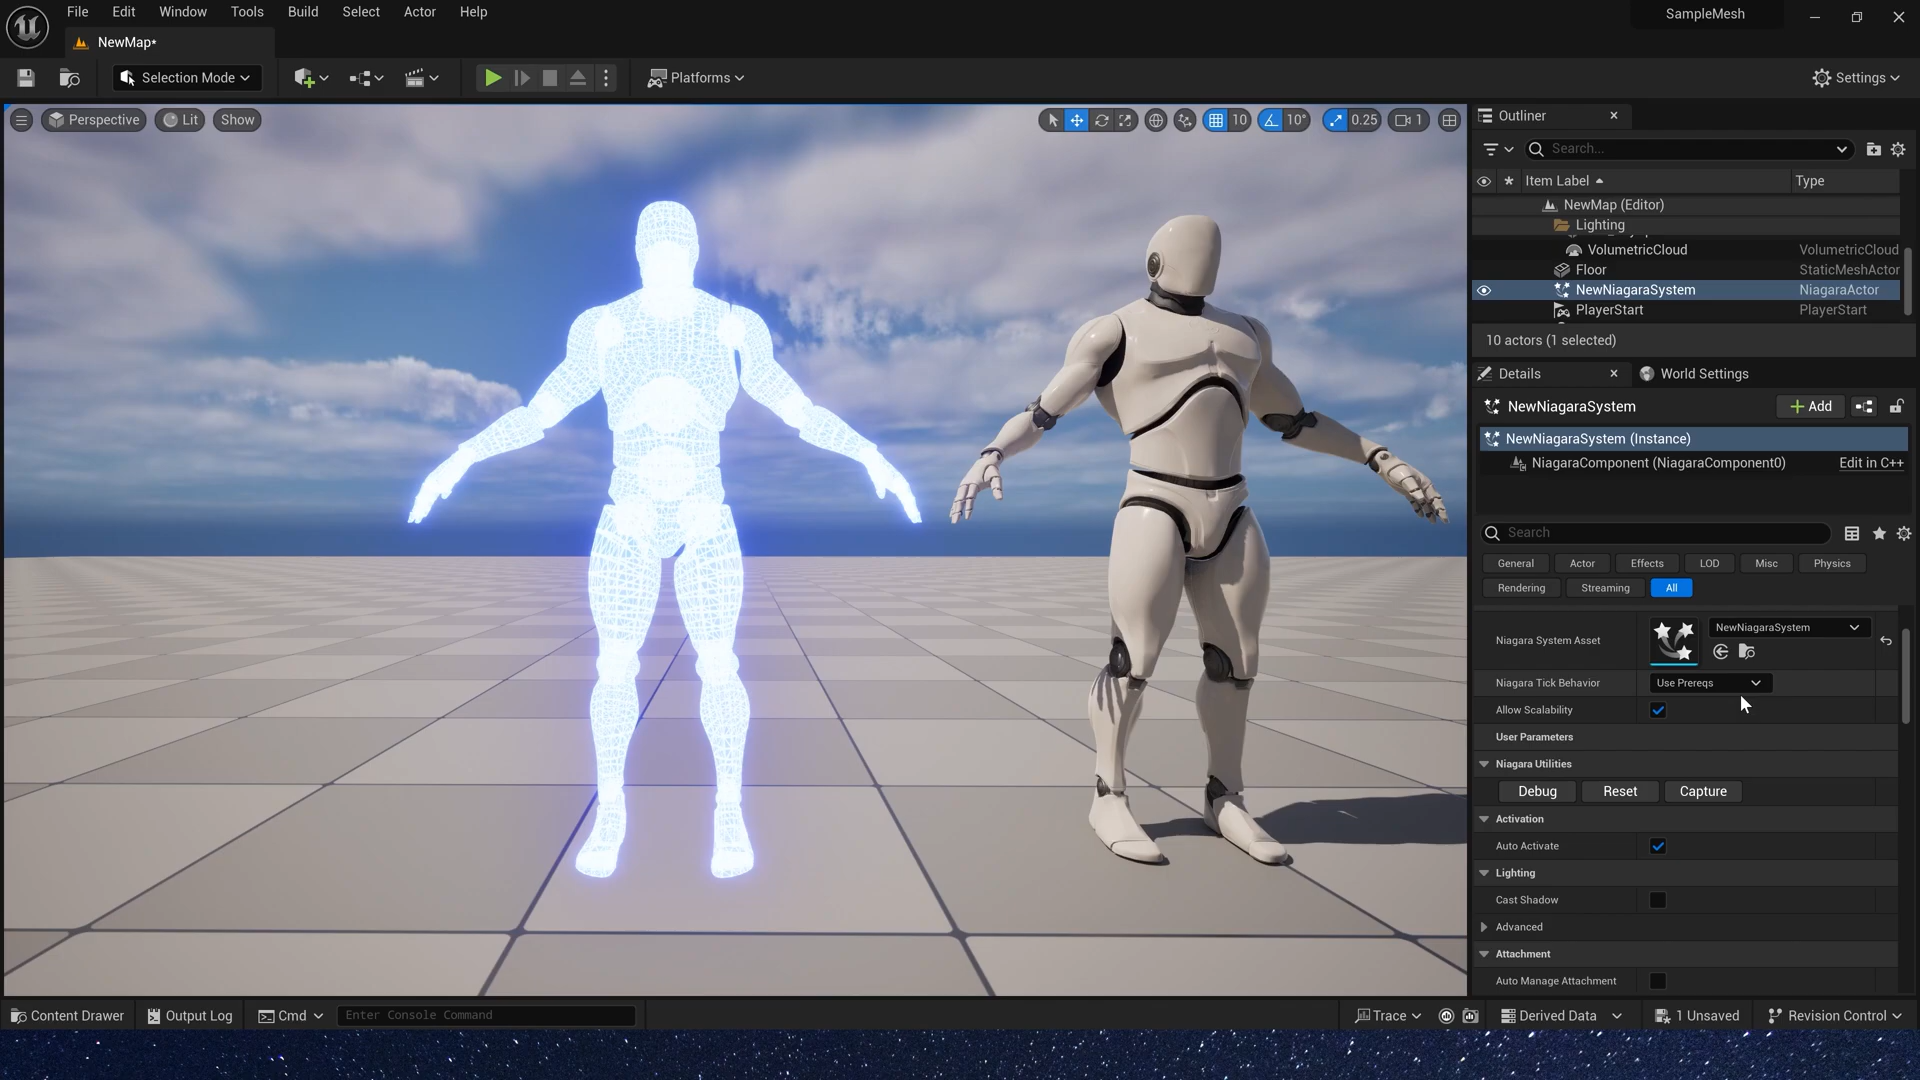 File Edit Window Tools Build Select Actor Help
SampleMesh
NewMap*
Selection Mode
Platforms
Settings
Perspective Lit Show
10 10° 0.25 1
Outliner
Search...
Item Label Type
NewMap (Editor)
Lighting
VolumetricCloud VolumetricCloud
Floor StaticMeshActor
NewNiagaraSystem NiagaraActor
PlayerStart PlayerStart
10 actors (1 selected)
Details World Settings
NewNiagaraSystem Add
NewNiagaraSystem (Instance)
NiagaraComponent (NiagaraComponent0) Edit in C++
Search
General Actor Effects LOD Misc Physics
Rendering Streaming All
Niagara System Asset NewNiagaraSystem
Niagara Tick Behavior Use Prereqs
Allow Scalability
User Parameters
Niagara Utilities
Debug Reset Capture
Activation
Auto Activate
Lighting
Cast Shadow
Advanced
Attachment
Auto Manage Attachment
Content Drawer Output Log Cmd Enter Console Command Trace Derived Data 1 Unsaved Revision Control